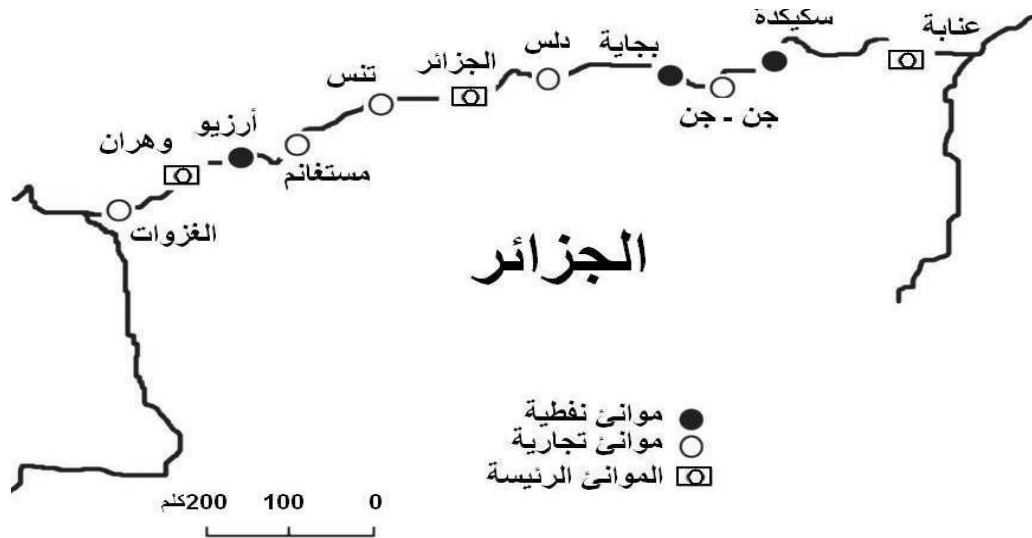 سكيكدة
عنابة
بجاية
دلس
الجزائر
تنس
جن - جن
أرزيو
وهران
مستغانم
الغزوات
الجزائر
موانئ نفطية
موانئ تجارية
الموانئ الرئيسة
0 100 200كلم